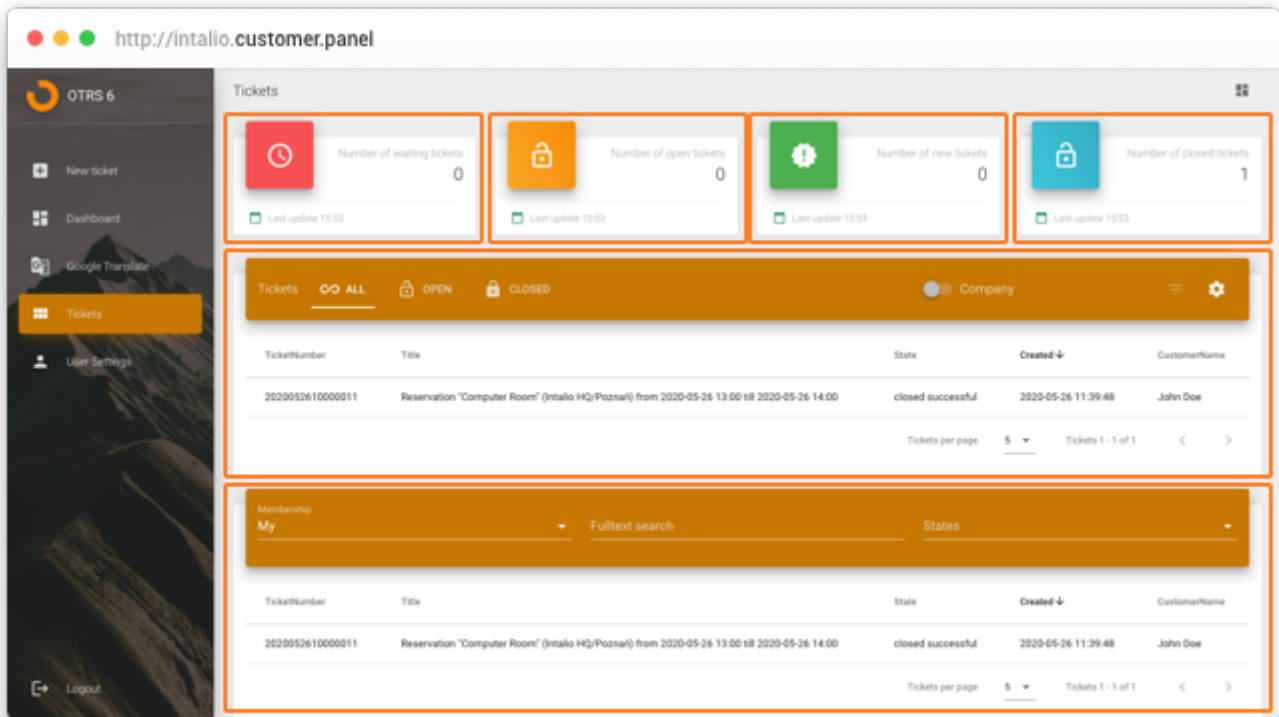 http://intalio.customer.panel
OTRS 6
New ticket
Dashboard
Google Translate
Tickets
User Settings
Logout
Tickets
Number of waiting tickets
0
Last update 15:53
Number of open tickets
0
Last update 15:53
Number of new tickets
0
Last update 15:53
Number of closed tickets
1
Last update 15:53
Tickets ALL OPEN CLOSED Company
TicketNumber Title State Created CustomerName
2020052610000011 Reservation "Computer Room" (Intalio HQ/Poznań) from 2020-05-26 13:00 till 2020-05-26 14:00 closed successful 2020-05-26 11:39:48 John Doe
Tickets per page 5 Tickets 1 - 1 of 1
Membership
My Fulltext search States
TicketNumber Title State Created CustomerName
2020052610000011 Reservation "Computer Room" (Intalio HQ/Poznań) from 2020-05-26 13:00 till 2020-05-26 14:00 closed successful 2020-05-26 11:39:48 John Doe
Tickets per page 5 Tickets 1 - 1 of 1